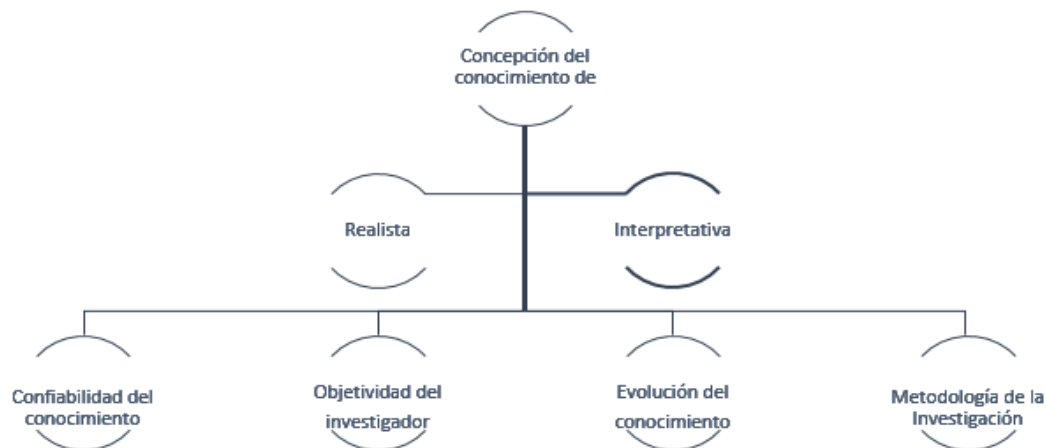 Concepción del
conocimiento de
Realista
Interpretativa
Confiabilidad del
conocimiento
Objetividad del
investigador
Evolución del
conocimiento
Metodología de la
Investigación